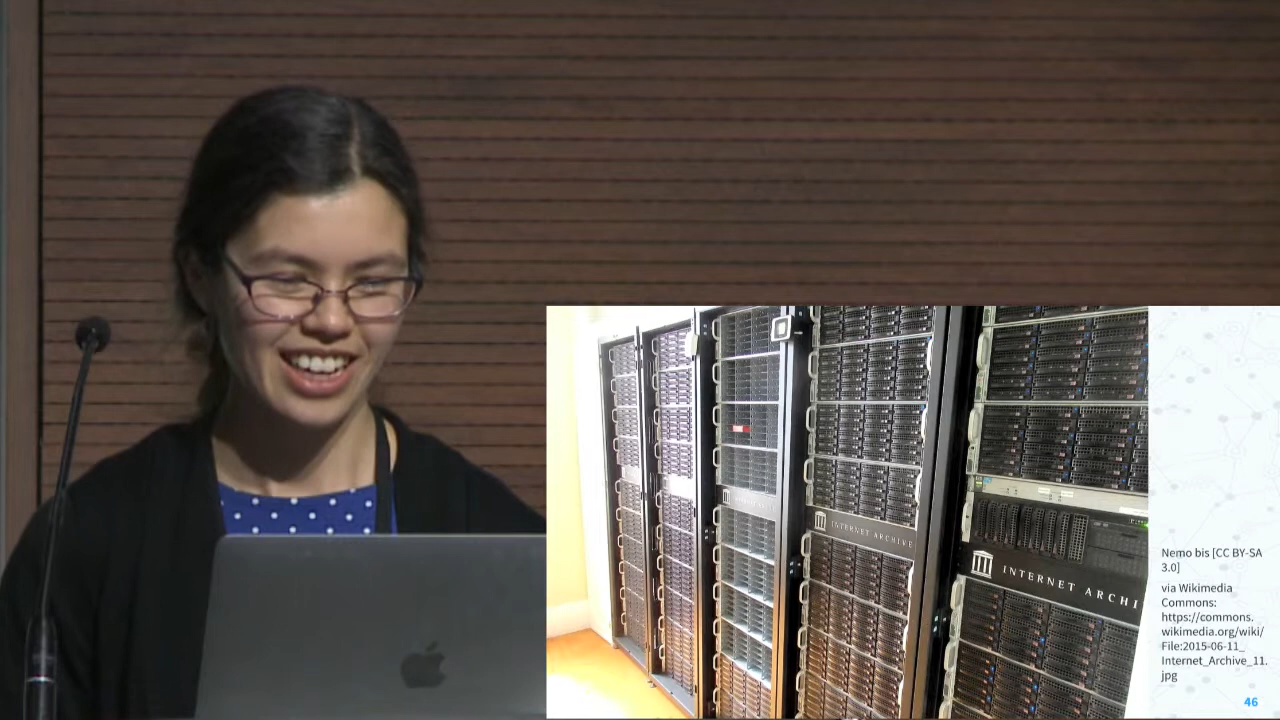 INTERNET ARCHIVE
INTERNET ARCHI
Nemo bis [CC BY-SA
3.0]
via Wikimedia
Commons:
https://commons.
wikimedia.org/wiki/
File:2015-06-11_
Internet_Archive_11.
jpg
46